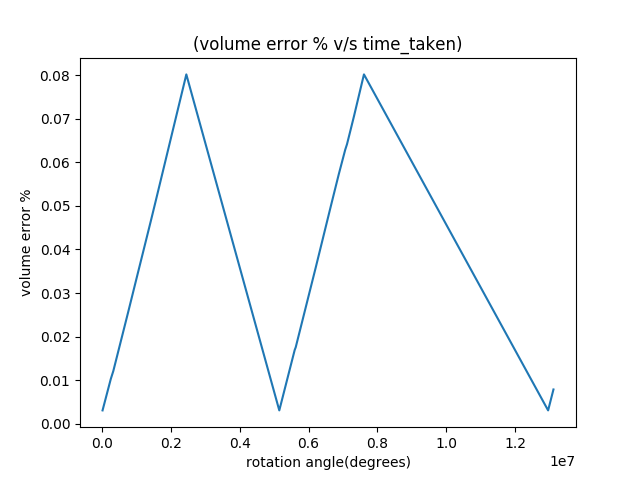 (volume error % v/s time_taken)
0.08
0.07
0.06
0.05
0.04
0.03
0.02
0.01
0.00
volume error %
0.0 0.2 0.4 0.6 0.8 1.0 1.2
1e7
rotation angle(degrees)